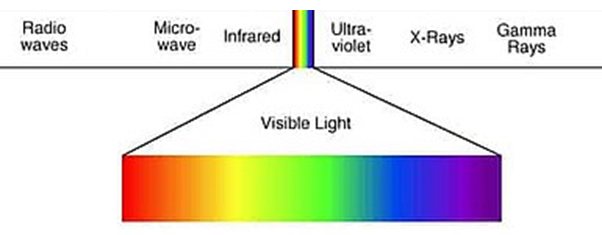 Radio
waves
Micro-
wave
Infrared
Ultra-
violet
X-Rays
Gamma
Rays
Visible Light